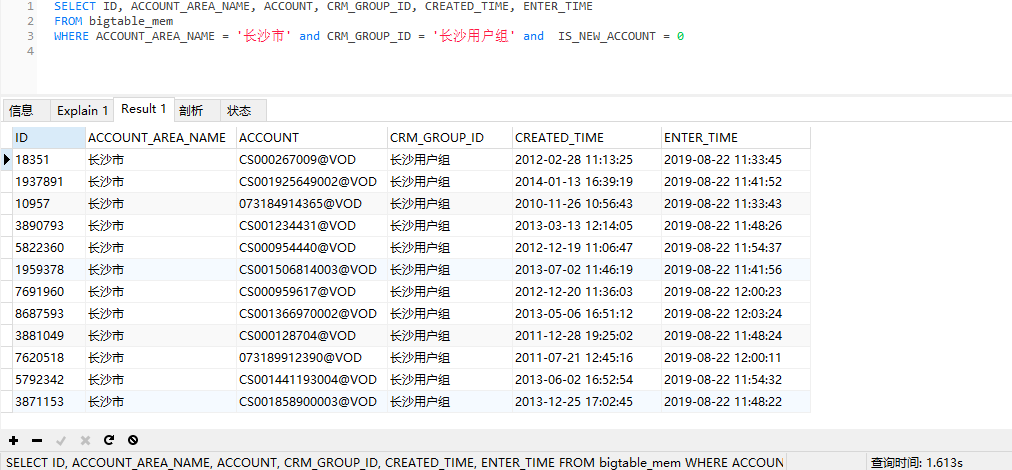 1 SELECT ID, ACCOUNT_AREA_NAME, ACCOUNT, CRM_GROUP_ID, CREATED_TIME, ENTER_TIME
2 FROM bigtable_mem
3 WHERE ACCOUNT_AREA_NAME = '长沙市' and CRM_GROUP_ID = '长沙用户组' and IS_NEW_ACCOUNT = 0
4
信息 Explain 1 Result 1 剖析 状态
ID ACCOUNT_AREA_NAME ACCOUNT CRM_GROUP_ID CREATED_TIME ENTER_TIME
18351 长沙市 CS000267009@VOD 长沙用户组 2012-02-28 11:13:25 2019-08-22 11:33:45
1937891 长沙市 CS001925649002@VOD 长沙用户组 2014-01-13 16:39:19 2019-08-22 11:41:52
10957 长沙市 073184914365@VOD 长沙用户组 2010-11-26 10:56:43 2019-08-22 11:33:43
3890793 长沙市 CS001234431@VOD 长沙用户组 2013-03-13 12:14:05 2019-08-22 11:48:26
5822360 长沙市 CS000954440@VOD 长沙用户组 2012-12-19 11:06:47 2019-08-22 11:54:37
1959378 长沙市 CS001506814003@VOD 长沙用户组 2013-07-02 11:46:19 2019-08-22 11:41:56
7691960 长沙市 CS000959617@VOD 长沙用户组 2012-12-20 11:36:03 2019-08-22 12:00:23
8687593 长沙市 CS001366970002@VOD 长沙用户组 2013-05-06 16:51:12 2019-08-22 12:03:24
3881049 长沙市 CS000128704@VOD 长沙用户组 2011-12-28 19:25:02 2019-08-22 11:48:24
7620518 长沙市 073189912390@VOD 长沙用户组 2011-07-21 12:45:16 2019-08-22 12:00:11
5792342 长沙市 CS001441193004@VOD 长沙用户组 2013-06-02 16:52:54 2019-08-22 11:54:32
3871153 长沙市 CS001858900003@VOD 长沙用户组 2013-12-25 17:02:45 2019-08-22 11:48:22
SELECT ID, ACCOUNT_AREA_NAME, ACCOUNT, CRM_GROUP_ID, CREATED_TIME, ENTER_TIME FROM bigtable_mem WHERE ACCOUN 查询时间: 1.613s